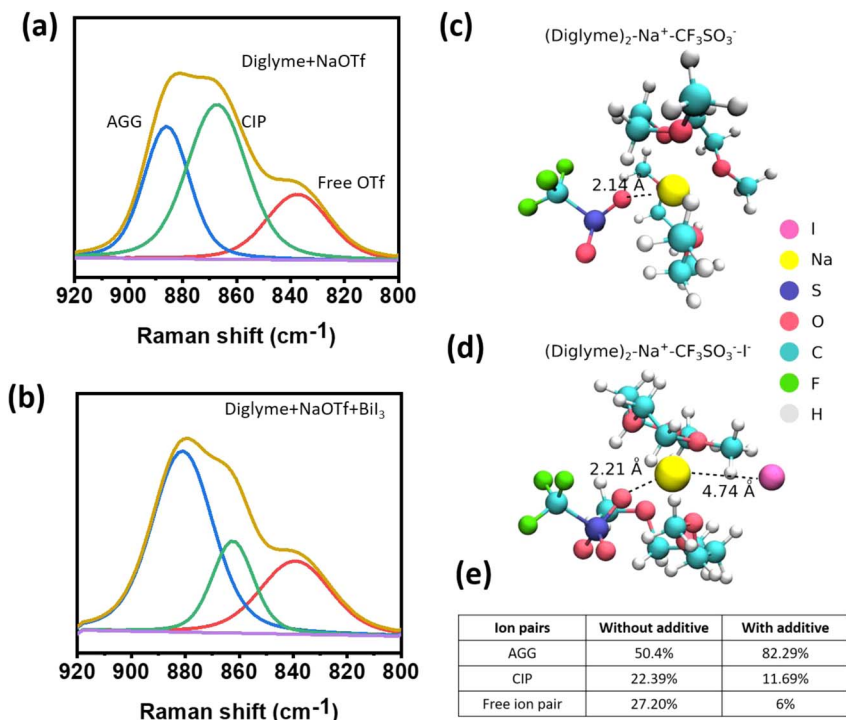 (a)
Diglyme+NaOTf
AGG
CIP
Free OTf
920 900 880 860 840 820 800
Raman shift (cm-1)
(b)
Diglyme+NaOTf+BiI3
920 900 880 860 840 820 800
Raman shift (cm-1)
(c)
(Diglyme)2-Na+-CF3SO3-
2.14 Å
I
Na
S
O
C
F
H
(d)
(Diglyme)2-Na+-CF3SO3--I-
2.21 Å
4.74 Å
(e)
Ion pairs Without additive With additive
AGG 50.4% 82.29%
CIP 22.39% 11.69%
Free ion pair 27.20% 6%